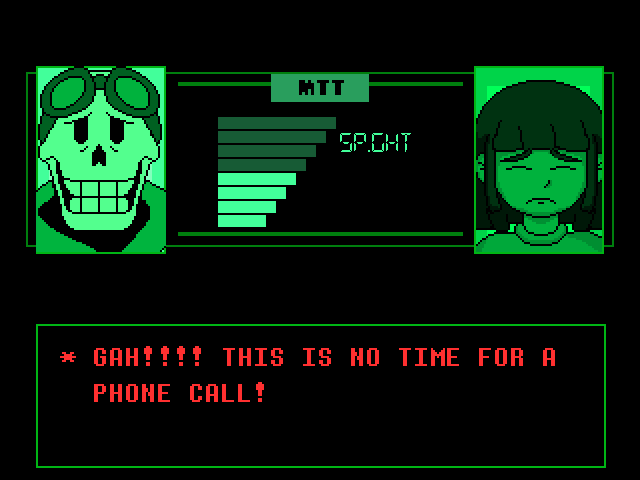 MTT
SP.GHT
* GAH!!!! THIS IS NO TIME FOR A
PHONE CALL!